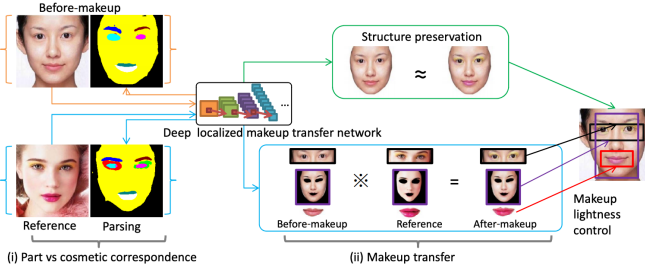 Before-makeup
Structure preservation
≈
...
Deep localized makeup transfer network
※
=
Before-makeup
Reference
After-makeup
Makeup
lightness
control
Reference
Parsing
(i) Part vs cosmetic correspondence
(ii) Makeup transfer